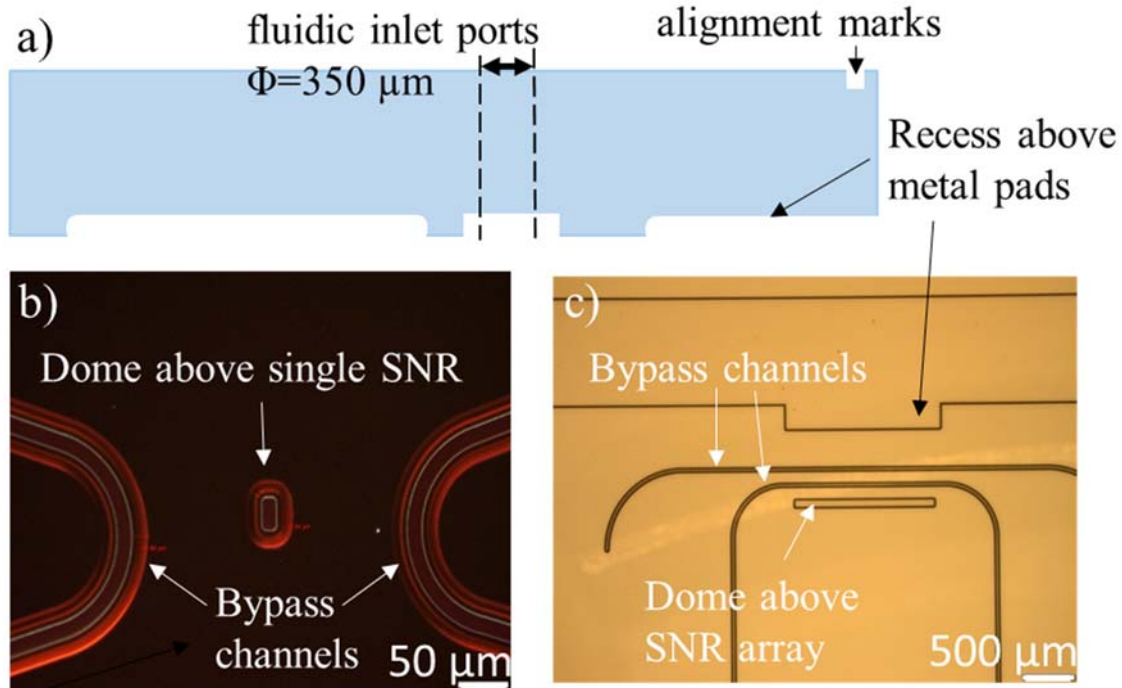 a)
fluidic inlet ports
Φ=350 µm
alignment marks
Recess above
metal pads
b)
Dome above single SNR
Bypass
channels
50 µm
c)
Bypass channels
Dome above
SNR array
500 µm